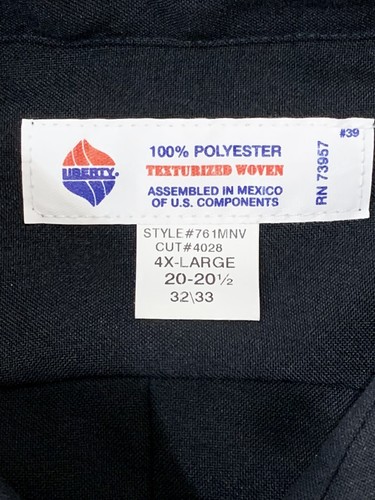 #39
LIBERTY.
100% POLYESTER
TEXTURIZED WOVEN
ASSEMBLED IN MEXICO
OF U.S. COMPONENTS
RN 73957
STYLE#761MNV
CUT#4028
4X-LARGE
20-20½
32\33